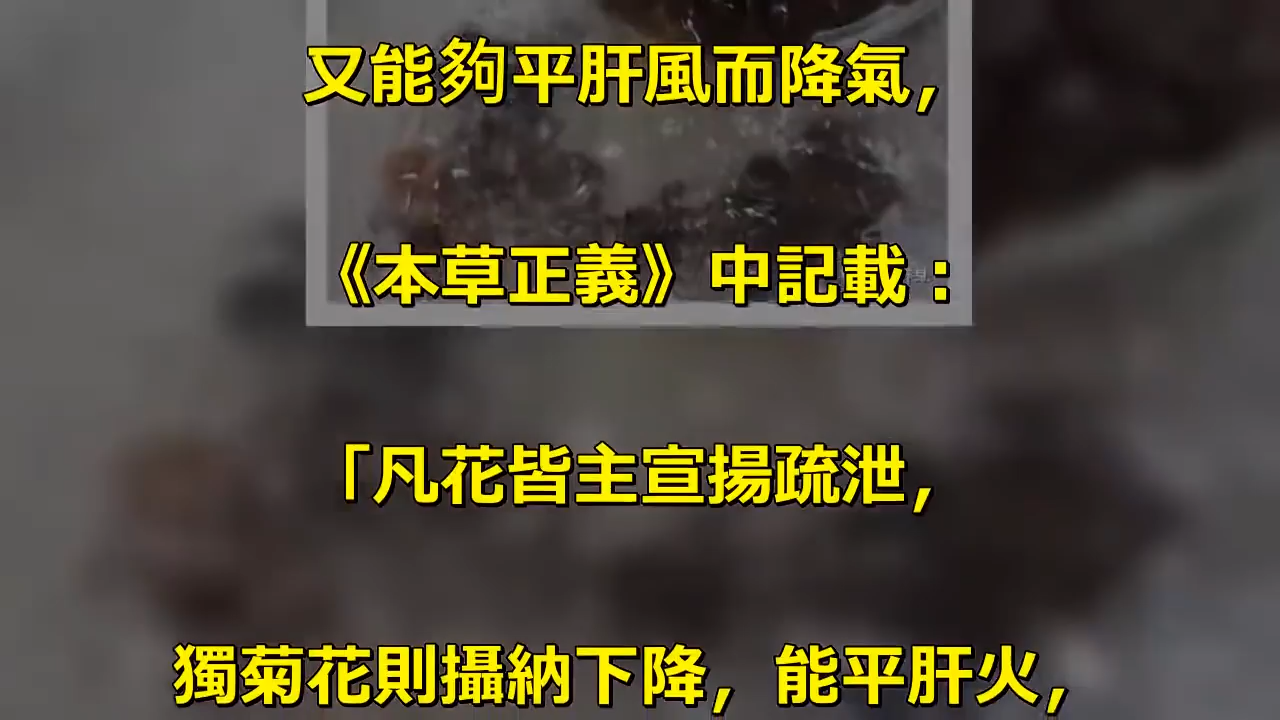 又能夠平肝風而降氣，
《本草正義》中記載：
「凡花皆主宣揚疏泄，
獨菊花則攝納下降，能平肝火，